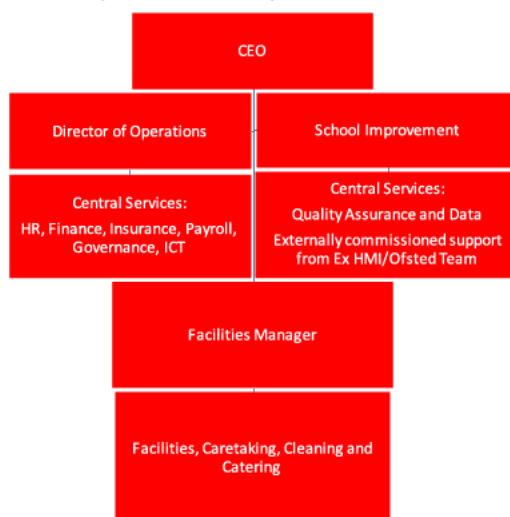 CEO
Director of Operations
School Improvement
Central Services:
HR, Finance, Insurance, Payroll,
Governance, ICT
Central Services:
Quality Assurance and Data
Externally commissioned support
from Ex HMI/Ofsted Team
Facilities Manager
Facilities, Caretaking, Cleaning and
Catering